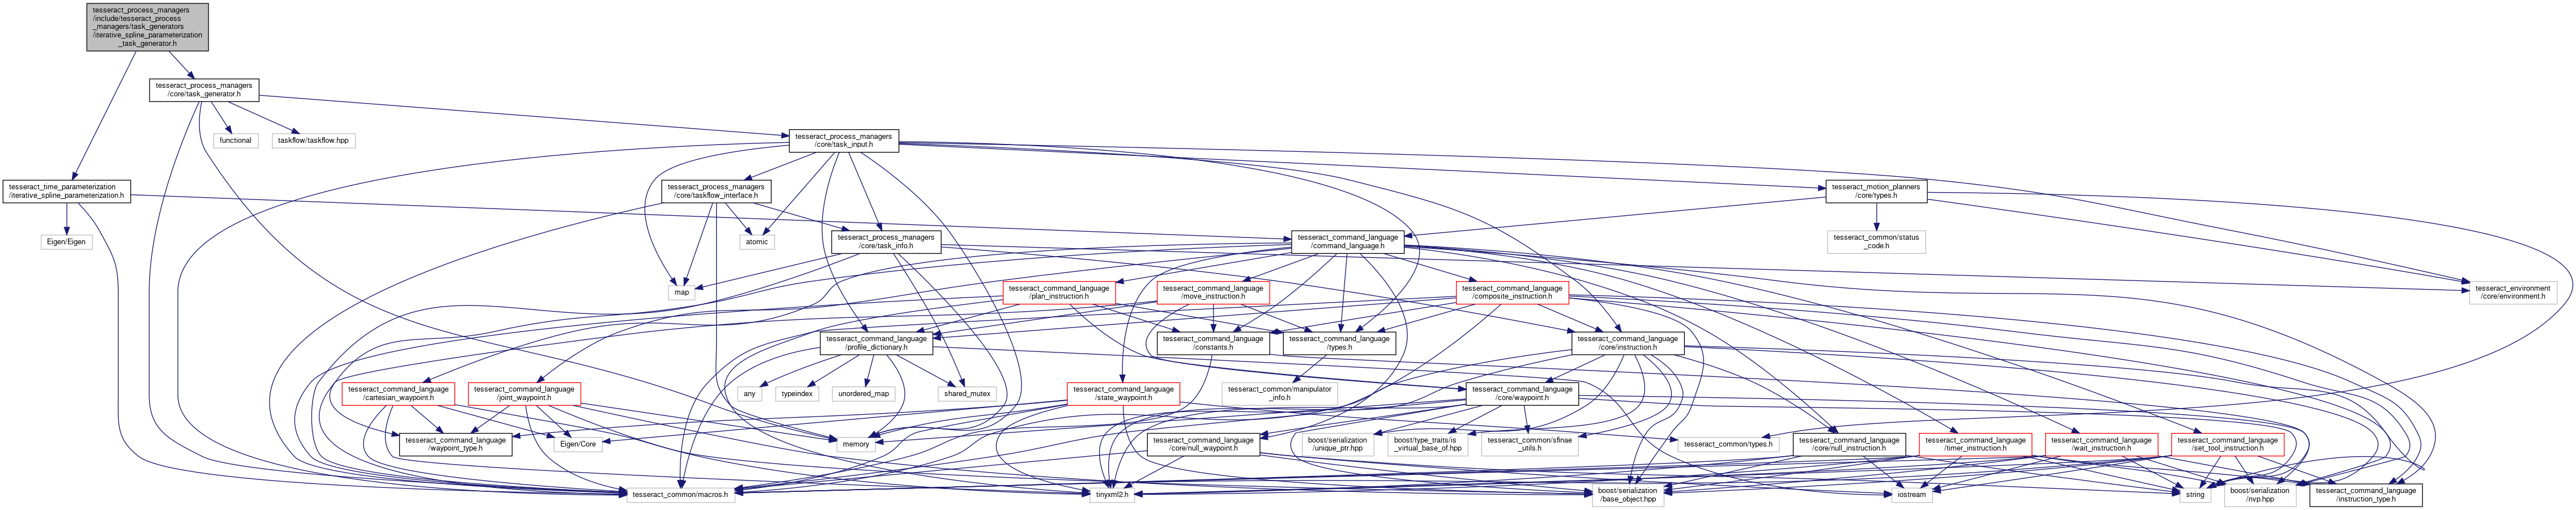 tesseract_process_managers
/include/tesseract_process
_managers/task_generators
/iterative_spline_parameterization
_task_generator.h
tesseract_process_managers
/core/task_generator.h
functional
taskflow/taskflow.hpp
tesseract_process_managers
/core/task_input.h
tesseract_time_parameterization
/iterative_spline_parameterization.h
tesseract_process_managers
/core/taskflow_interface.h
tesseract_motion_planners
/core/types.h
Eigen/Eigen
atomic
tesseract_process_managers
/core/task_info.h
tesseract_command_language
/command_language.h
tesseract_common/status
_code.h
map
tesseract_command_language
/plan_instruction.h
tesseract_command_language
/move_instruction.h
tesseract_command_language
/composite_instruction.h
tesseract_environment
/core/environment.h
tesseract_command_language
/profile_dictionary.h
tesseract_command_language
/constants.h
tesseract_command_language
/types.h
tesseract_command_language
/core/instruction.h
tesseract_command_language
/cartesian_waypoint.h
tesseract_command_language
/joint_waypoint.h
any
typeindex
unordered_map
shared_mutex
tesseract_command_language
/state_waypoint.h
tesseract_common/manipulator
_info.h
tesseract_command_language
/core/waypoint.h
tesseract_command_language
/waypoint_type.h
Eigen/Core
memory
tesseract_command_language
/core/null_waypoint.h
boost/serialization
/unique_ptr.hpp
boost/type_traits/is
_virtual_base_of.hpp
tesseract_common/sfinae
_utils.h
tesseract_common/types.h
tesseract_command_language
/core/null_instruction.h
tesseract_command_language
/timer_instruction.h
tesseract_command_language
/wait_instruction.h
tesseract_command_language
/set_tool_instruction.h
tesseract_common/macros.h
tinyxml2.h
boost/serialization
/base_object.hpp
iostream
string
boost/serialization
/nvp.hpp
tesseract_command_language
/instruction_type.h